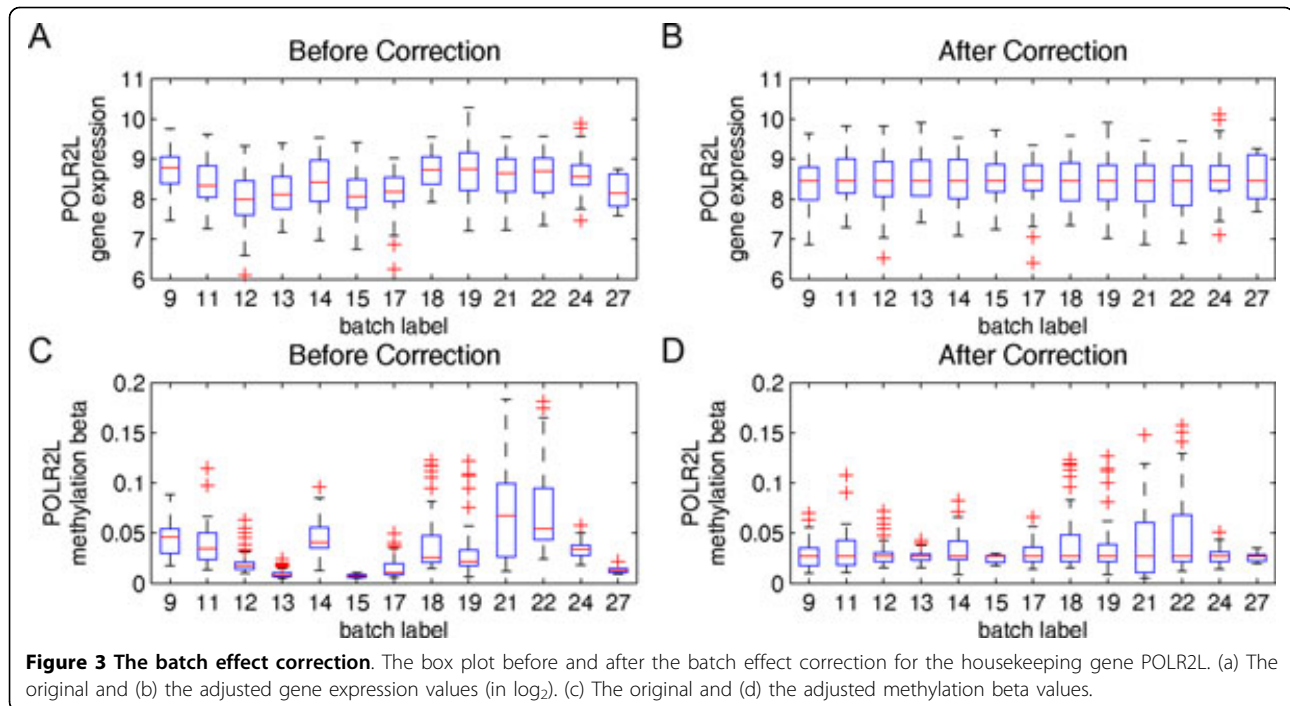 A
Before Correction
POLR2L
gene expression
11
10
9
8
7
6
9 11 12 13 14 15 17 18 19 21 22 24 27
batch label
B
After Correction
POLR2L
gene expression
11
10
9
8
7
6
9 11 12 13 14 15 17 18 19 21 22 24 27
batch label
C
Before Correction
POLR2L
methylation beta
0.2
0.15
0.1
0.05
0
9 11 12 13 14 15 17 18 19 21 22 24 27
batch label
D
After Correction
POLR2L
methylation beta
0.2
0.15
0.1
0.05
0
9 11 12 13 14 15 17 18 19 21 22 24 27
batch label
Figure 3 The batch effect correction. The box plot before and after the batch effect correction for the housekeeping gene POLR2L. (a) The
original and (b) the adjusted gene expression values (in log₂). (c) The original and (d) the adjusted methylation beta values.